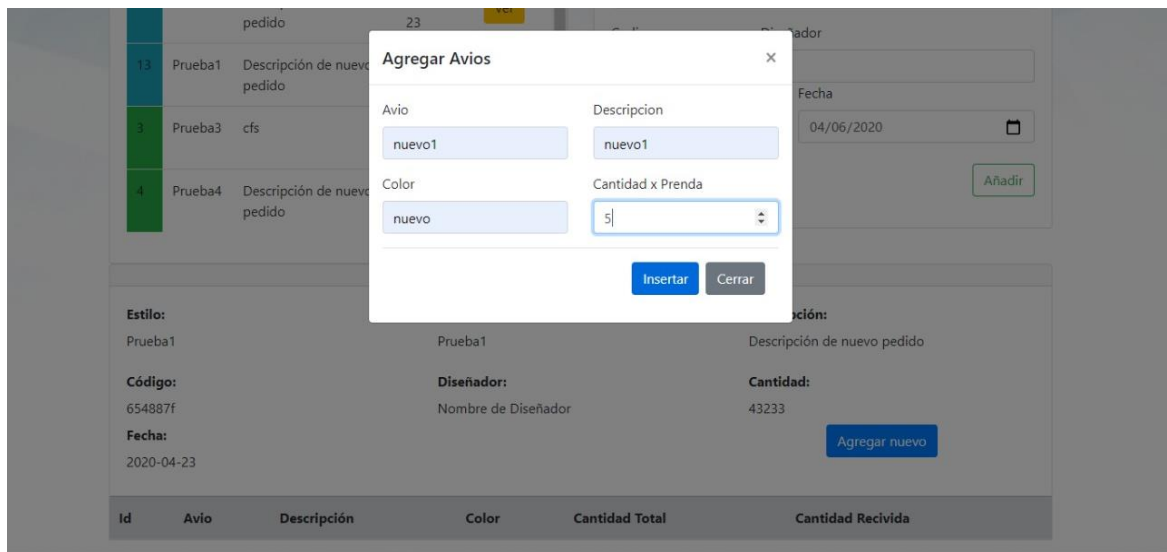 pedido 23 Ver
13 Prueba1 Descripción de nuevo
pedido
3 Prueba3 cfs
4 Prueba4 Descripción de nuevo
pedido
Fecha
04/06/2020
Añadir
Agregar Avios ×
Avio Descripcion
nuevo1 nuevo1
Color Cantidad x Prenda
nuevo 5
Insertar Cerrar
Estilo:
Prueba1 Prueba1 Descripción de nuevo pedido
Código: Diseñador: Cantidad:
654887f Nombre de Diseñador 43233
Fecha:
2020-04-23
Agregar nuevo
Id Avio Descripción Color Cantidad Total Cantidad Recivida